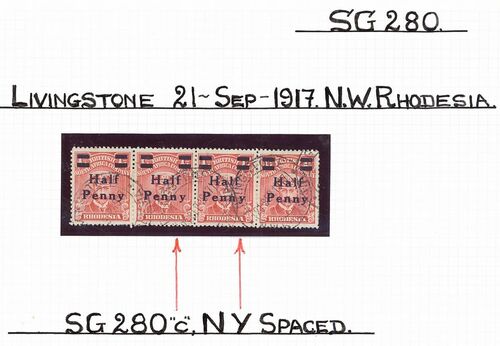 SG 280.
LIVINGSTONE 21-SEP-1917. N.W. RHODESIA.
Half Half Half Half
Penny Penny Penny Penny
RHODESIA RHODESIA RHODESIA RHODESIA
SG 280 "c", NY SPACED.